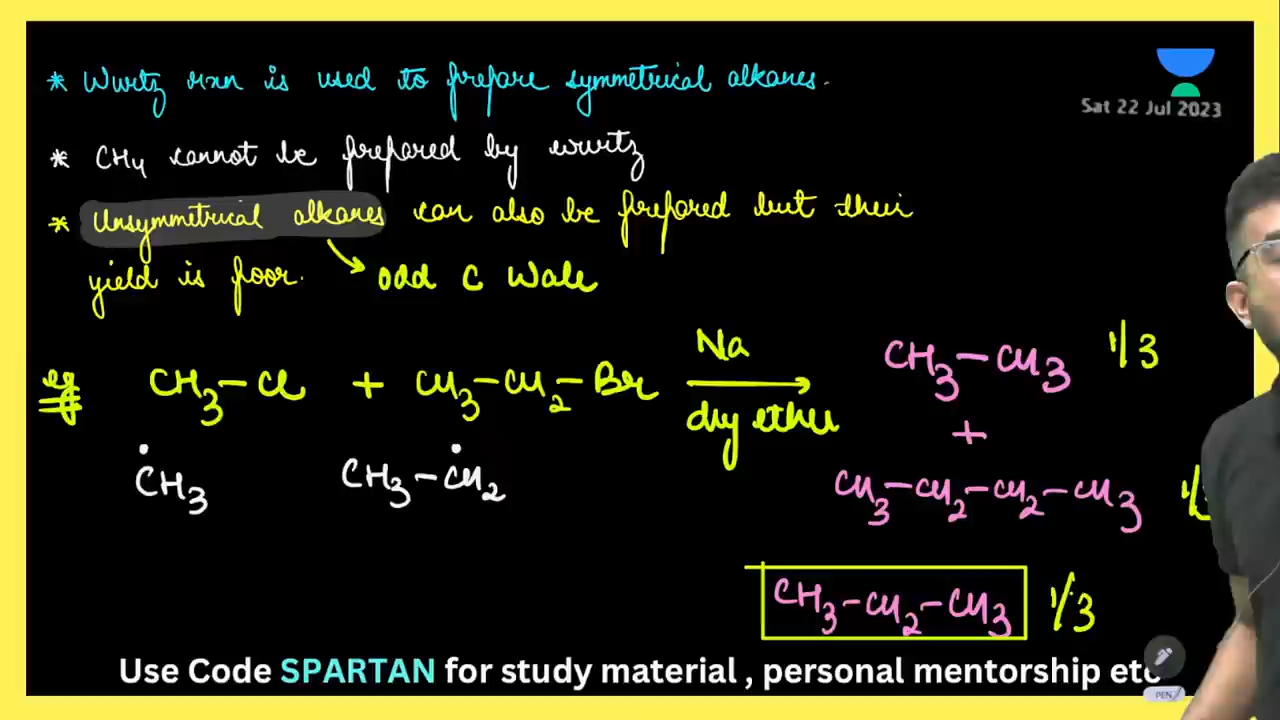 * Wurtz rxn is used to prepare symmetrical alkanes.
Sat 22 Jul 2023
* CH4 cannot be prepared by wurtz
* Unsymmetrical alkanes can also be prepared but their
yield is poor. → odd C Wale
eg CH3–Cl + CH3–CH2–Br Na dry ether → CH3–CH3 1/3
+
ĊH3 CH3–ĊH2
CH3–CH2–CH2–CH3
CH3–CH2–CH3 1/3
Use Code SPARTAN for study material , personal mentorship etc
PEN